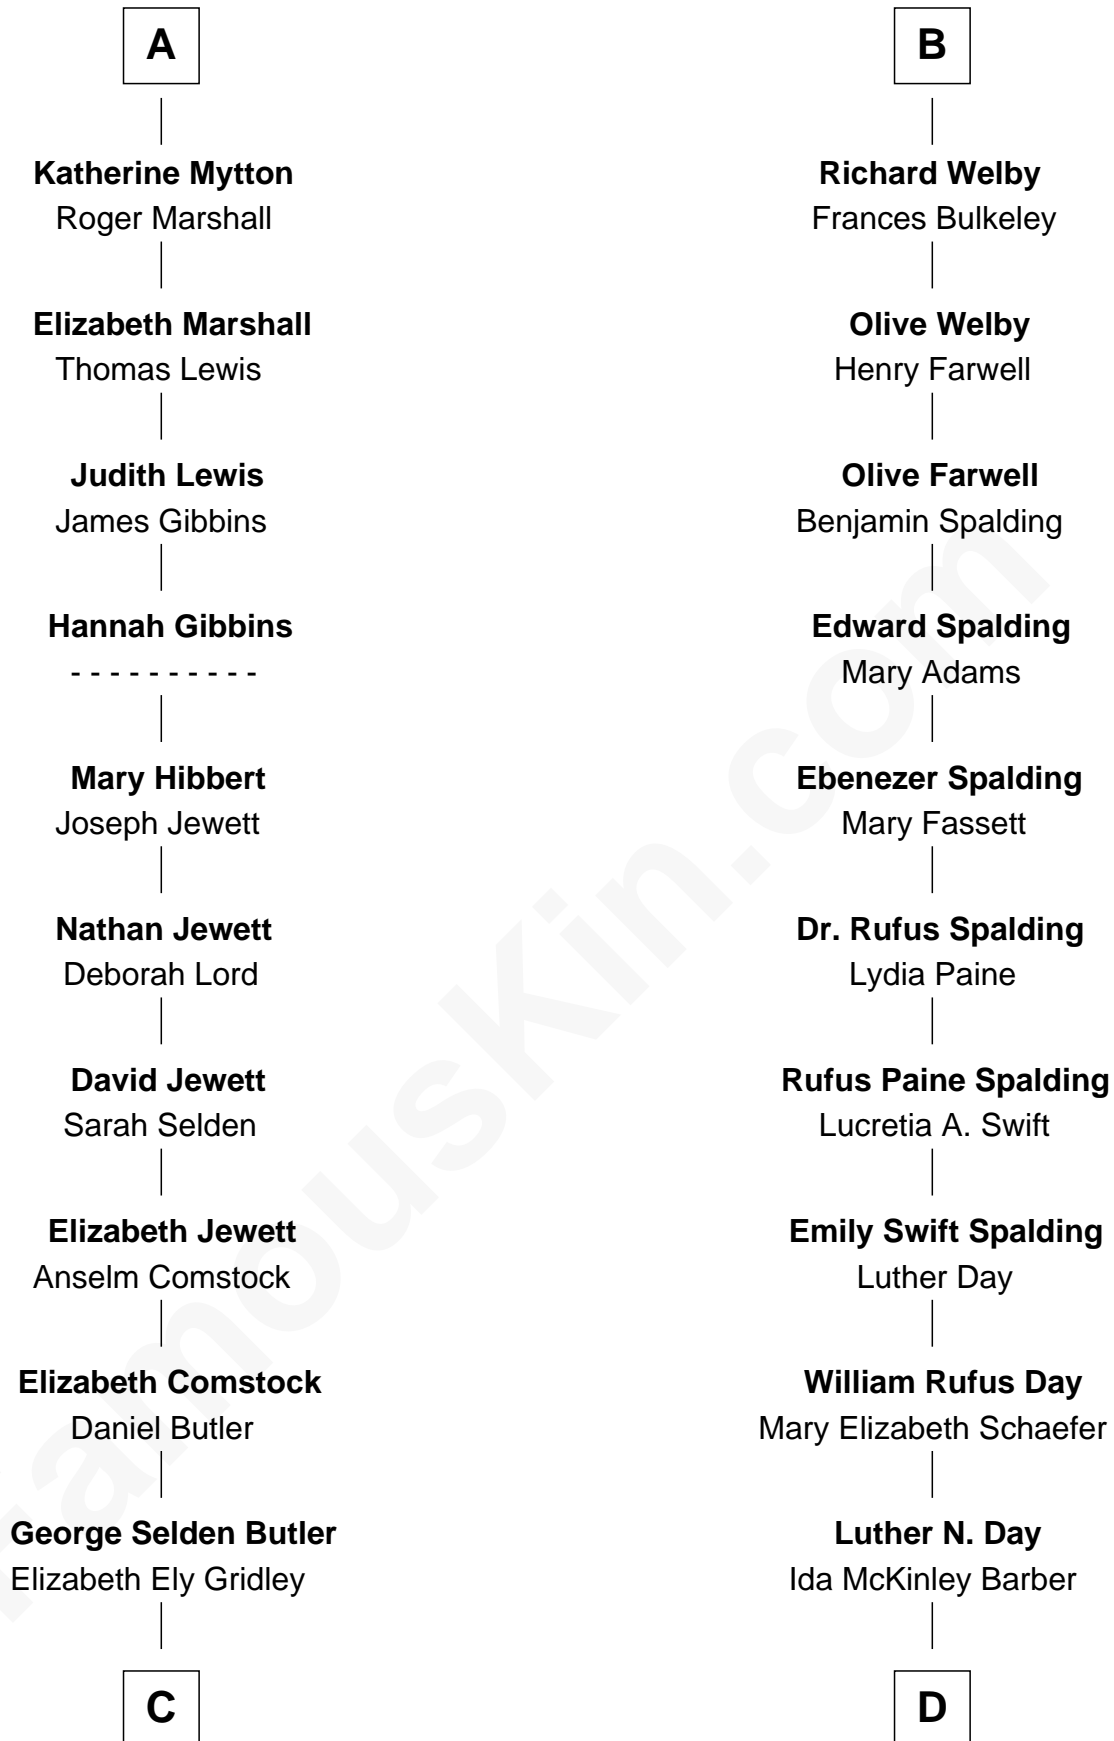 A
Katherine Mytton
Roger Marshall
Elizabeth Marshall
Thomas Lewis
Judith Lewis
James Gibbins
Hannah Gibbins
- - - - - - - - - -
Mary Hibbert
Joseph Jewett
Nathan Jewett
Deborah Lord
David Jewett
Sarah Selden
Elizabeth Jewett
Anselm Comstock
Elizabeth Comstock
Daniel Butler
George Selden Butler
Elizabeth Ely Gridley
C
B
Richard Welby
Frances Bulkeley
Olive Welby
Henry Farwell
Olive Farwell
Benjamin Spalding
Edward Spalding
Mary Adams
Ebenezer Spalding
Mary Fassett
Dr. Rufus Spalding
Lydia Paine
Rufus Paine Spalding
Lucretia A. Swift
Emily Swift Spalding
Luther Day
William Rufus Day
Mary Elizabeth Schaefer
Luther N. Day
Ida McKinley Barber
D
FamousKin.com